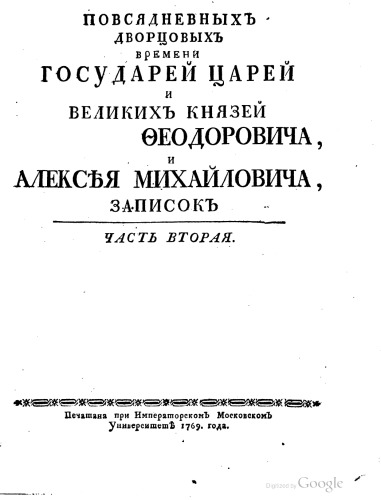 ПОВСЯДНЕВНЫХЪ
ДВОРЦОВЫХЪ
ВРЕМЕНИ
ГОСУДАРЕЙ ЦАРЕЙ
И
ВЕЛИКИХЪ КНЯЗЕЙ
ѲЕОДОРОВИЧА,
И
АЛЕКСѢЯ МИХАЙЛОВИЧА,
ЗАПИСОКЪ
ЧАСТЬ ВТОРАЯ.
Печатана при Императорскомъ Московскомъ
Университетѣ 1769. года.
Digitized by Google